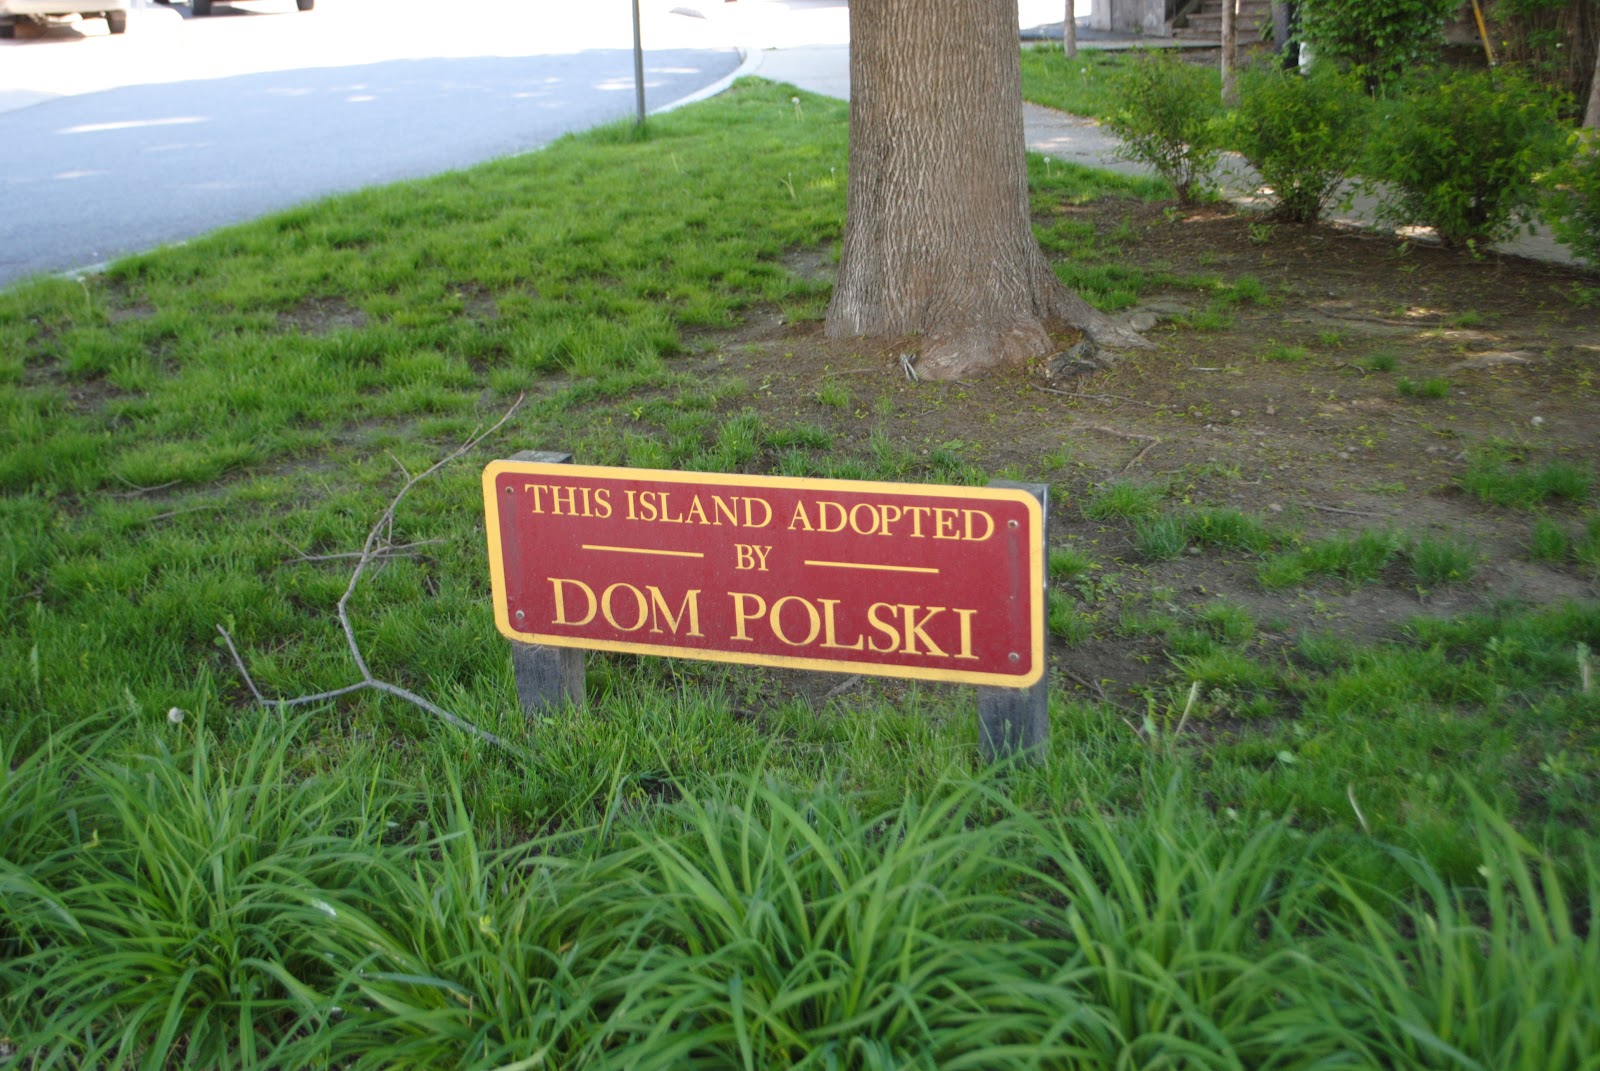 THIS ISLAND ADOPTED
BY
DOM POLSKI